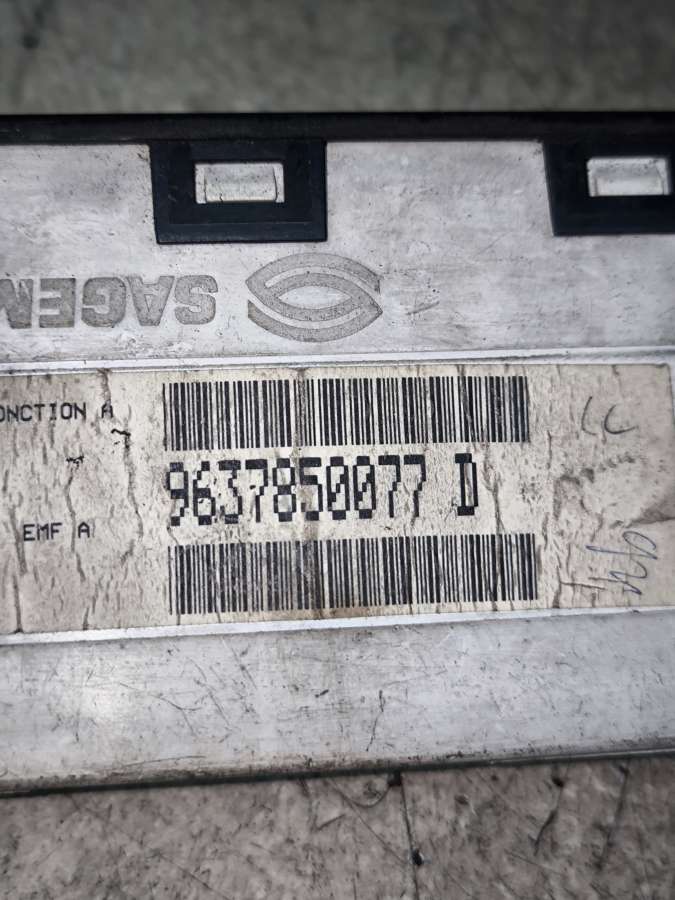 SAGEM
ONCTION A
9637850077 D
EMF A